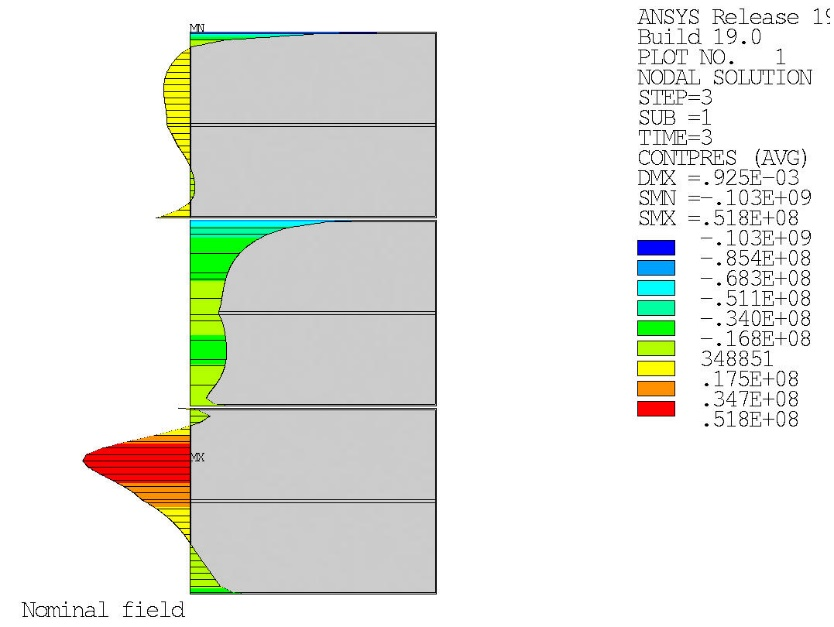 MN
MX
Nominal field
ANSYS Release 19
Build 19.0
PLOT NO. 1
NODAL SOLUTION
STEP=3
SUB =1
TIME=3
CONTPRES (AVG)
DMX =.925E-03
SMN =-.103E+09
SMX =.518E+08
-.103E+09
-.854E+08
-.683E+08
-.511E+08
-.340E+08
-.168E+08
348851
.175E+08
.347E+08
.518E+08